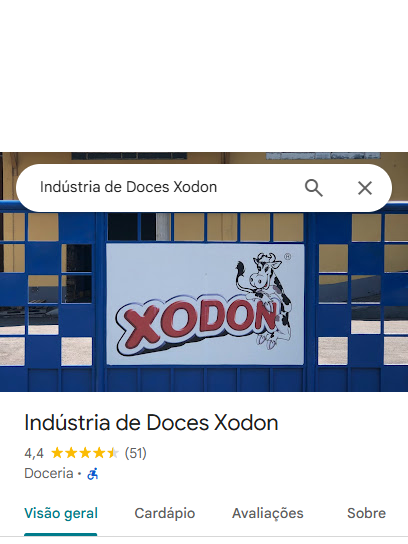 Indústria de Doces Xodon
®
XODON
Indústria de Doces Xodon
4,4 (51)
Doceria ·
Visão geral Cardápio Avaliações Sobre